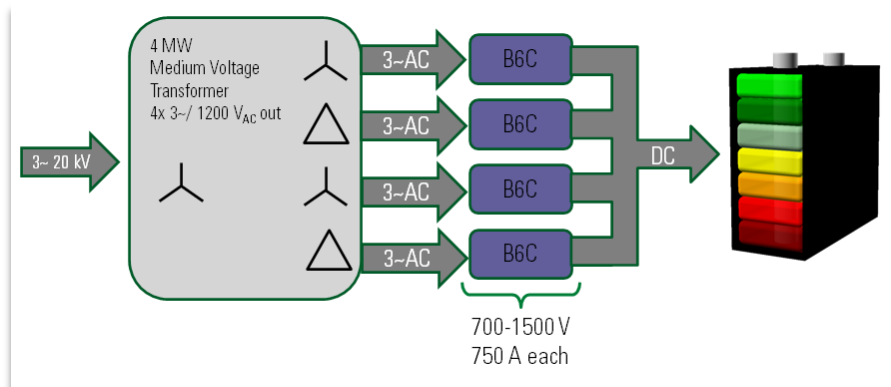 4 MW
Medium Voltage
Transformer
4x 3~/ 1200 VAC out
3~ 20 kV
3~AC
B6C
3~AC
B6C
3~AC
B6C
3~AC
B6C
DC
700-1500 V
750 A each